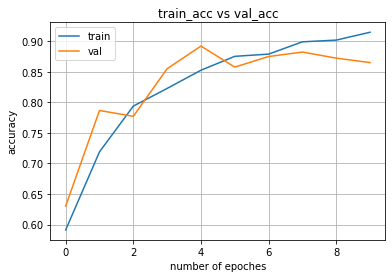 train_acc vs val_acc
train
val
accuracy
0.90
0.85
0.80
0.75
0.70
0.65
0.60
0 2 4 6 8
number of epoches